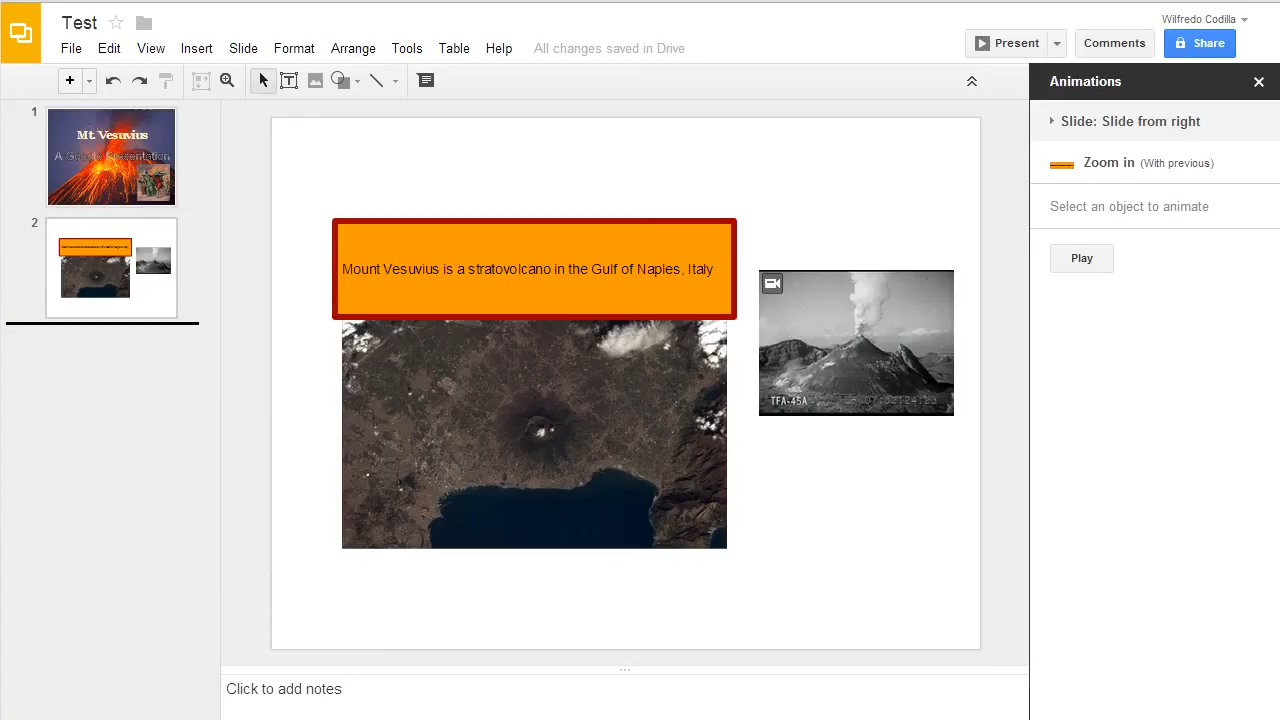 Test
Wilfredo Codilla
File Edit View Insert Slide Format Arrange Tools Table Help All changes saved in Drive
Present Comments Share
Animations
1
Mt. Vesuvius
A Google Presentation
Slide: Slide from right
Zoom in (With previous)
Select an object to animate
2
Play
Mount Vesuvius is a stratovolcano in the Gulf of Naples, Italy
TFA-45A
Click to add notes